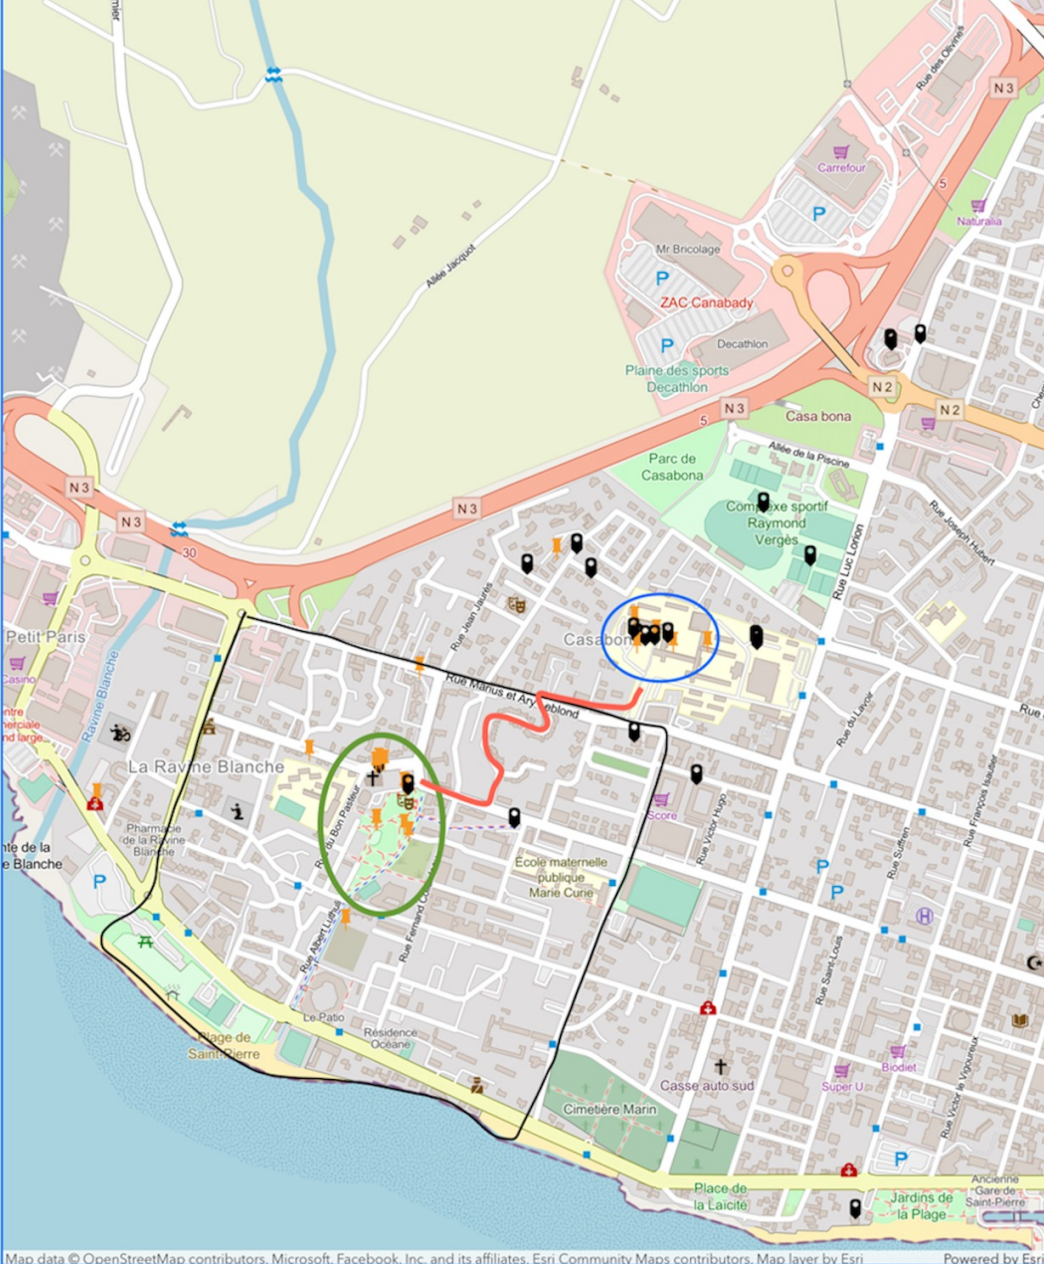 Rue des Olivines
N 3
Carrefour
5
P
Naturalia
Mr Bricolage
Allée Jacquot
P
ZAC Canabady
P
Decathlon
Plaine des sports
Decathlon
N 2
N 3
N 2
5
Casa bona
Allée de la Piscine
Parc de
Casabona
N 3
N 3
N 3
Complexe sportif
Raymond
Vergès
Rue Joseph Hubert
30
Rue Luc Lorion
Rue Jean Jaurès
Petit Paris
Casino
Ravine Blanche
Rue Marius et Ary Leblond
Rue du Lavoir
La Ravine Blanche
Score
Rue Victor Hugo
Rue François Isautier
Pharmacie
de la Ravine
Blanche
e Blanche
Rue du Bon Pasteur
École maternelle
publique
Marie Curie
Rue Suffren
P
P
P
H
Rue Albert Luthuli
Rue Saint-Louis
Le Patio
Résidence
Océane
Plage de
Saint-Pierre
Casse auto sud
Super U
Biodiet
Rue Victor le Vigoureux
Cimetière Marin
P
Place de
la Laïcité
Jardins de
la Plage
Ancienne
Gare de
Saint-Pierre
Map data © OpenStreetMap contributors, Microsoft, Facebook, Inc. and its affiliates, Esri Community Maps contributors, Map layer by Esri
Powered by Esri